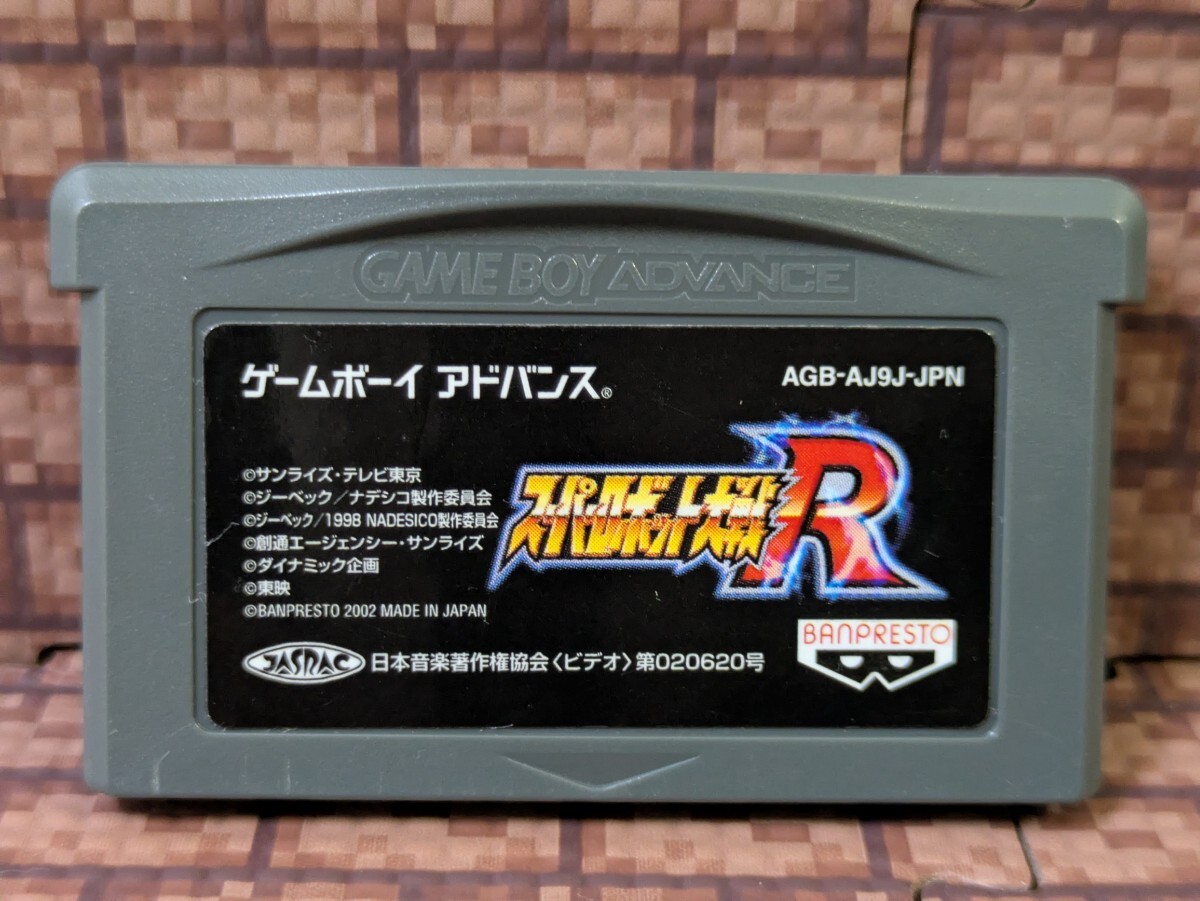 GAME BOY ADVANCE
ゲームボーイ アドバンス®
AGB-AJ9J-JPN
©サンライズ・テレビ東京
©ジーベック/ナデシコ製作委員会
©ジーベック/1998 NADESICO製作委員会
©創通エージェンシー・サンライズ
©ダイナミック企画
©東映
©BANPRESTO 2002 MADE IN JAPAN
スーパーロボット大戦R
BANPRESTO
JASRAC 日本音楽著作権協会〈ビデオ〉第020620号